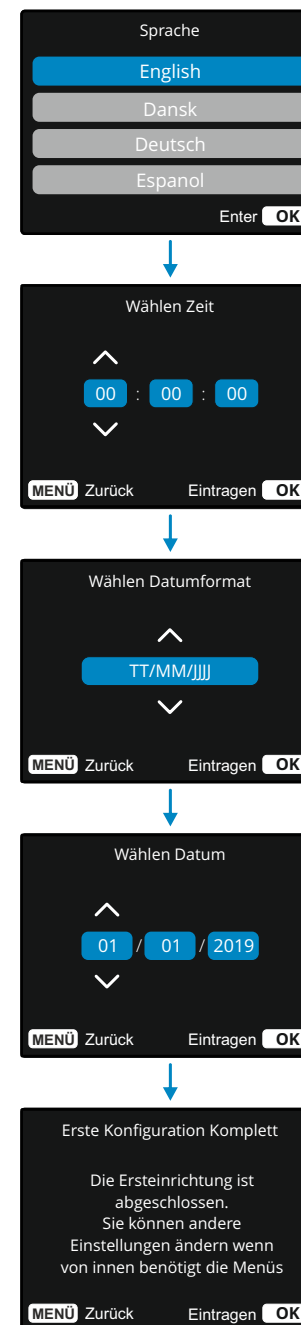 Sprache
English
Dansk
Deutsch
Espanol
Enter OK
Wählen Zeit
00 : 00 : 00
MENÜ Zurück Eintragen OK
Wählen Datumformat
TT/MM/JJJJ
MENÜ Zurück Eintragen OK
Wählen Datum
01 / 01 / 2019
MENÜ Zurück Eintragen OK
Erste Konfiguration Komplett
Die Ersteinrichtung ist
abgeschlossen.
Sie können andere
Einstellungen ändern wenn
von innen benötigt die Menüs
MENÜ Zurück Eintragen OK